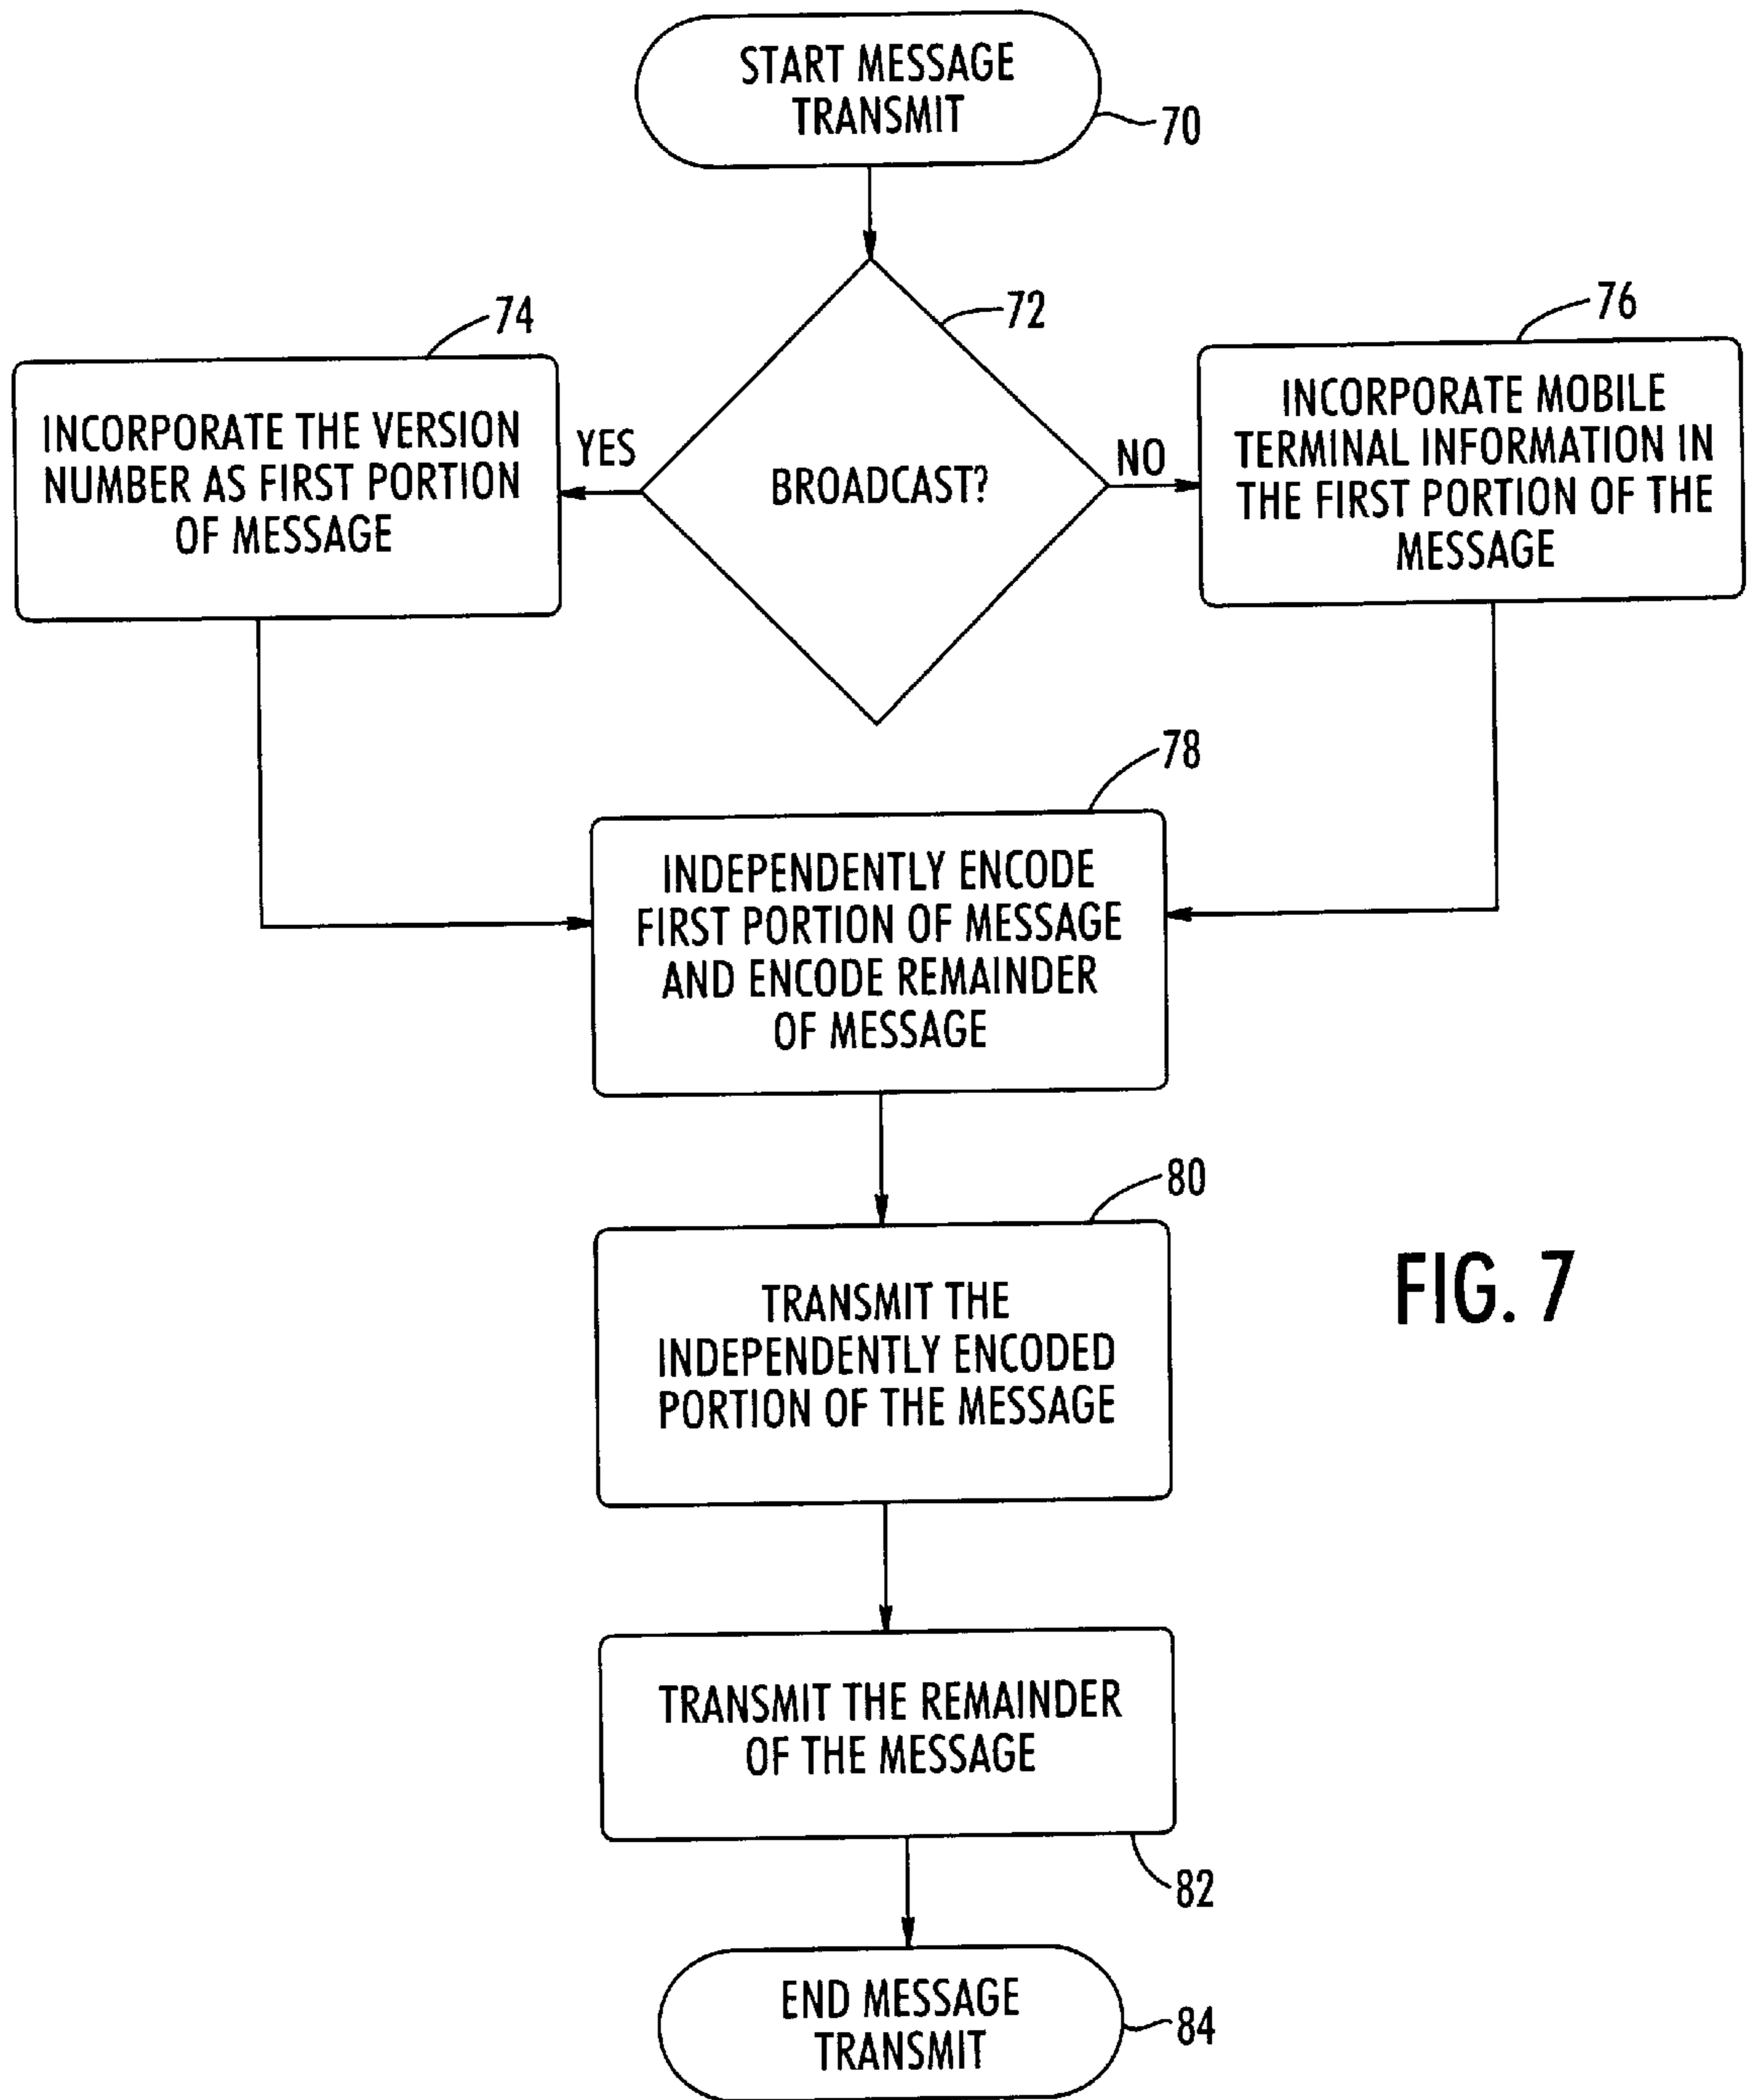 START MESSAGE
TRANSMIT
70
72
74
76
INCORPORATE THE VERSION
NUMBER AS FIRST PORTION
OF MESSAGE
YES
BROADCAST?
NO
INCORPORATE MOBILE
TERMINAL INFORMATION IN
THE FIRST PORTION OF THE
MESSAGE
78
INDEPENDENTLY ENCODE
FIRST PORTION OF MESSAGE
AND ENCODE REMAINDER
OF MESSAGE
80
TRANSMIT THE
INDEPENDENTLY ENCODED
PORTION OF THE MESSAGE
FIG. 7
TRANSMIT THE REMAINDER
OF THE MESSAGE
82
END MESSAGE
TRANSMIT
84